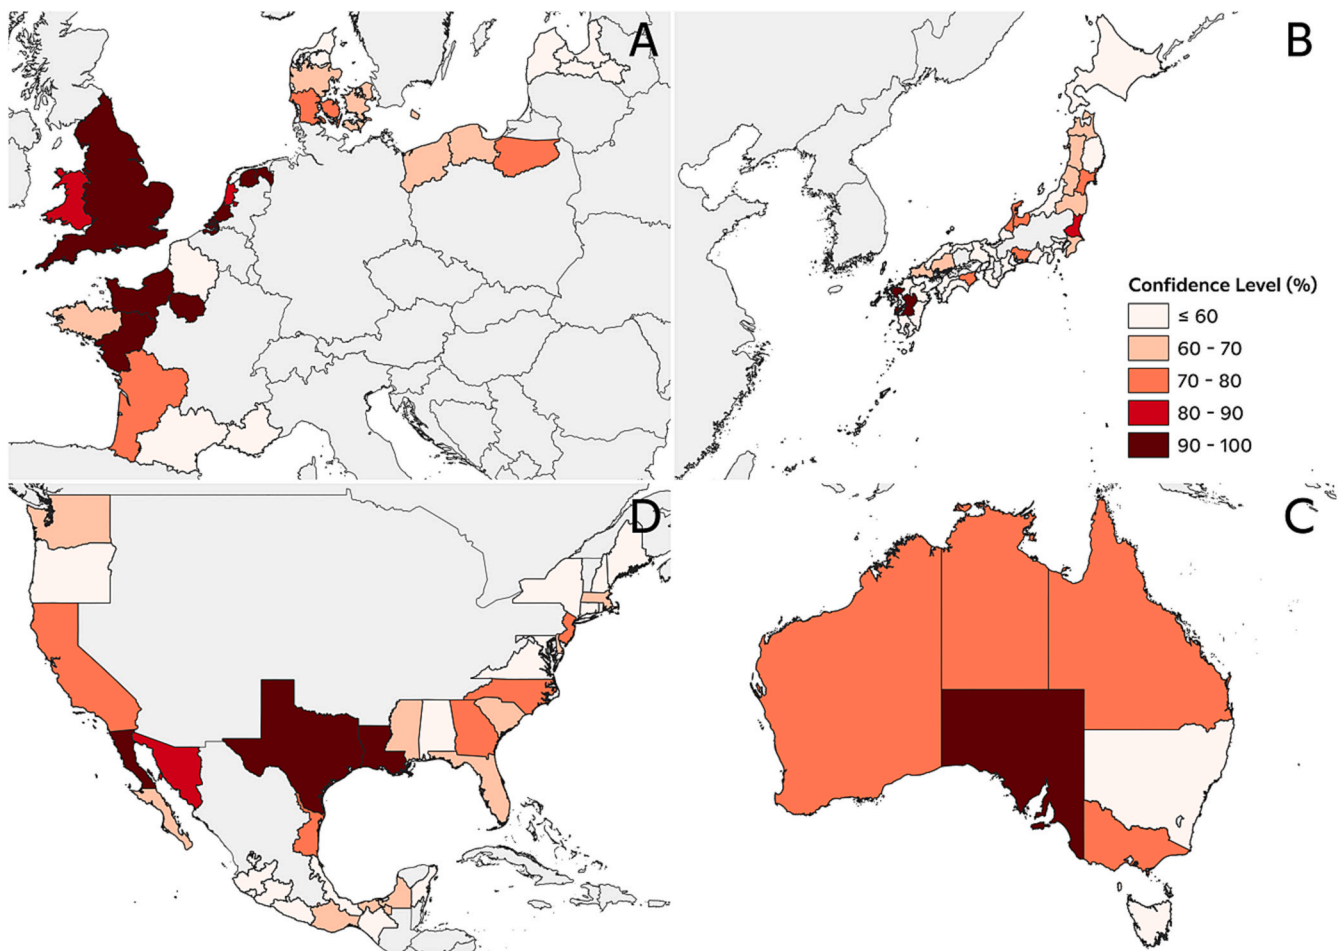 A
B
Confidence Level (%)
≤ 60
60 - 70
70 - 80
80 - 90
90 - 100
D
C